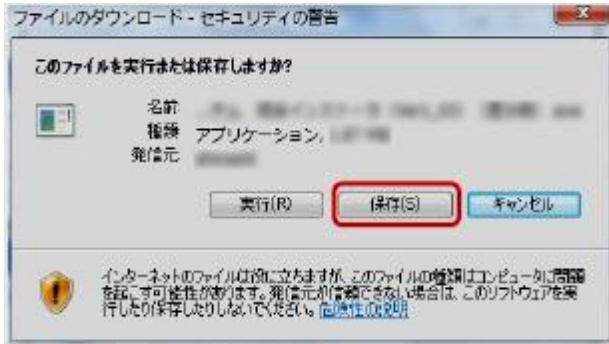 ファイルのダウンロード - セキュリティの警告
このファイルを実行または保存しますか?
名前
種類 アプリケーション,
発信元
実行(R) 保存(S) キャンセル
インターネットのファイルは役に立ちますが、このファイルの種類はコンピュータに問題
を起こす可能性があります。発信元が信頼できない場合は、このソフトウェアを実
行したり保存したりしないでください。危険性の説明